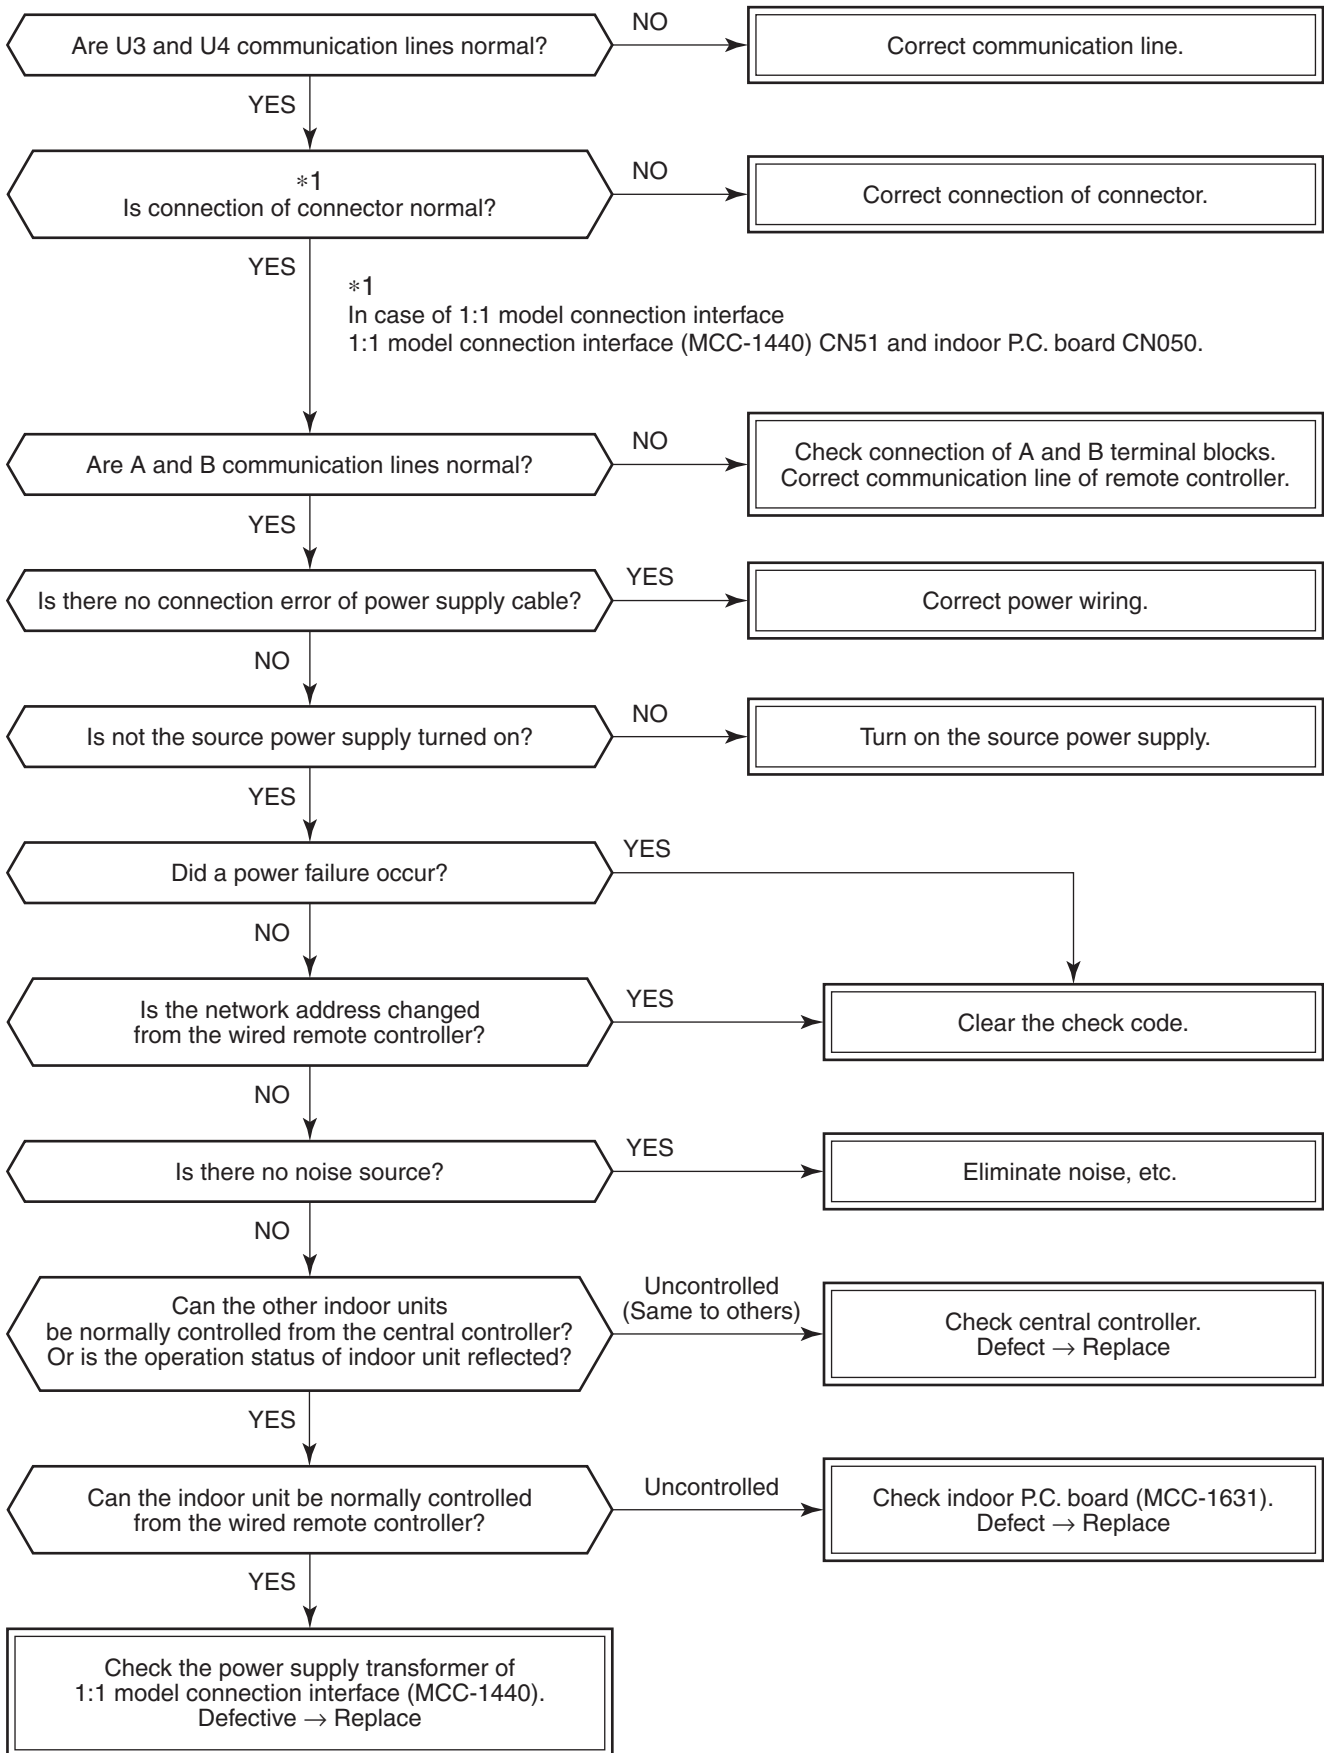 Are U3 and U4 communication lines normal?
NO
Correct communication line.
YES
*1
Is connection of connector normal?
NO
Correct connection of connector.
YES
*1
In case of 1:1 model connection interface
1:1 model connection interface (MCC-1440) CN51 and indoor P.C. board CN050.
Are A and B communication lines normal?
NO
Check connection of A and B terminal blocks.
Correct communication line of remote controller.
YES
Is there no connection error of power supply cable?
YES
Correct power wiring.
NO
Is not the source power supply turned on?
NO
Turn on the source power supply.
YES
Did a power failure occur?
YES
NO
Is the network address changed
from the wired remote controller?
YES
Clear the check code.
NO
Is there no noise source?
YES
Eliminate noise, etc.
NO
Can the other indoor units
be normally controlled from the central controller?
Or is the operation status of indoor unit reflected?
Uncontrolled
(Same to others)
Check central controller.
Defect → Replace
YES
Can the indoor unit be normally controlled
from the wired remote controller?
Uncontrolled
Check indoor P.C. board (MCC-1631).
Defect → Replace
YES
Check the power supply transformer of
1:1 model connection interface (MCC-1440).
Defective → Replace